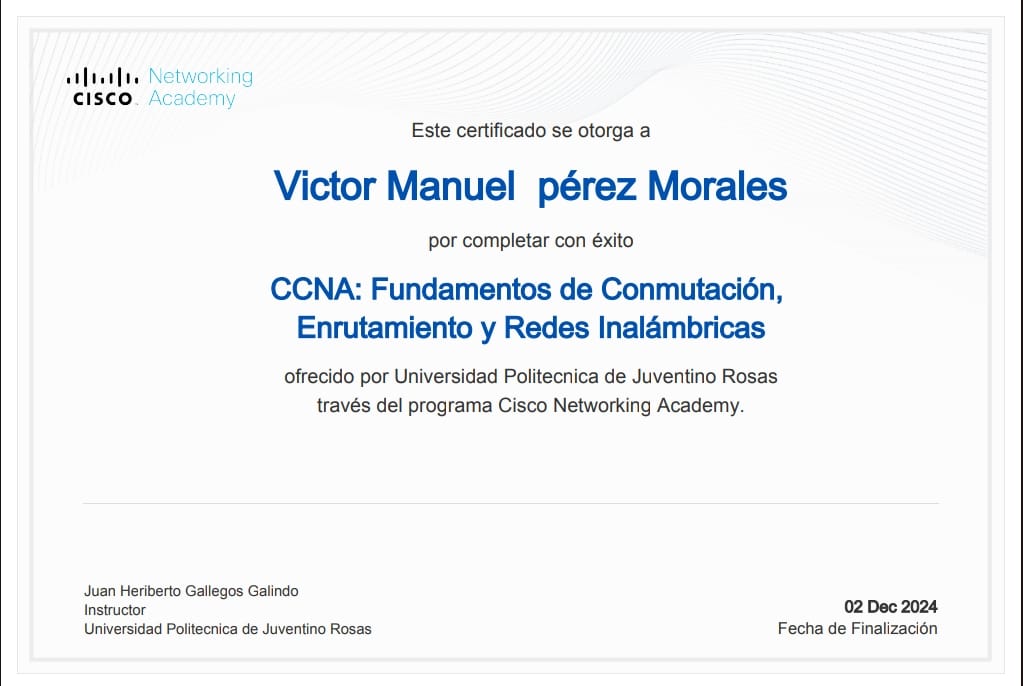 CISCO Networking
Academy
Este certificado se otorga a
Victor Manuel  pérez Morales
por completar con éxito
CCNA: Fundamentos de Conmutación,
Enrutamiento y Redes Inalámbricas
ofrecido por Universidad Politecnica de Juventino Rosas
través del programa Cisco Networking Academy.
Juan Heriberto Gallegos Galindo
Instructor
Universidad Politecnica de Juventino Rosas
02 Dec 2024
Fecha de Finalización